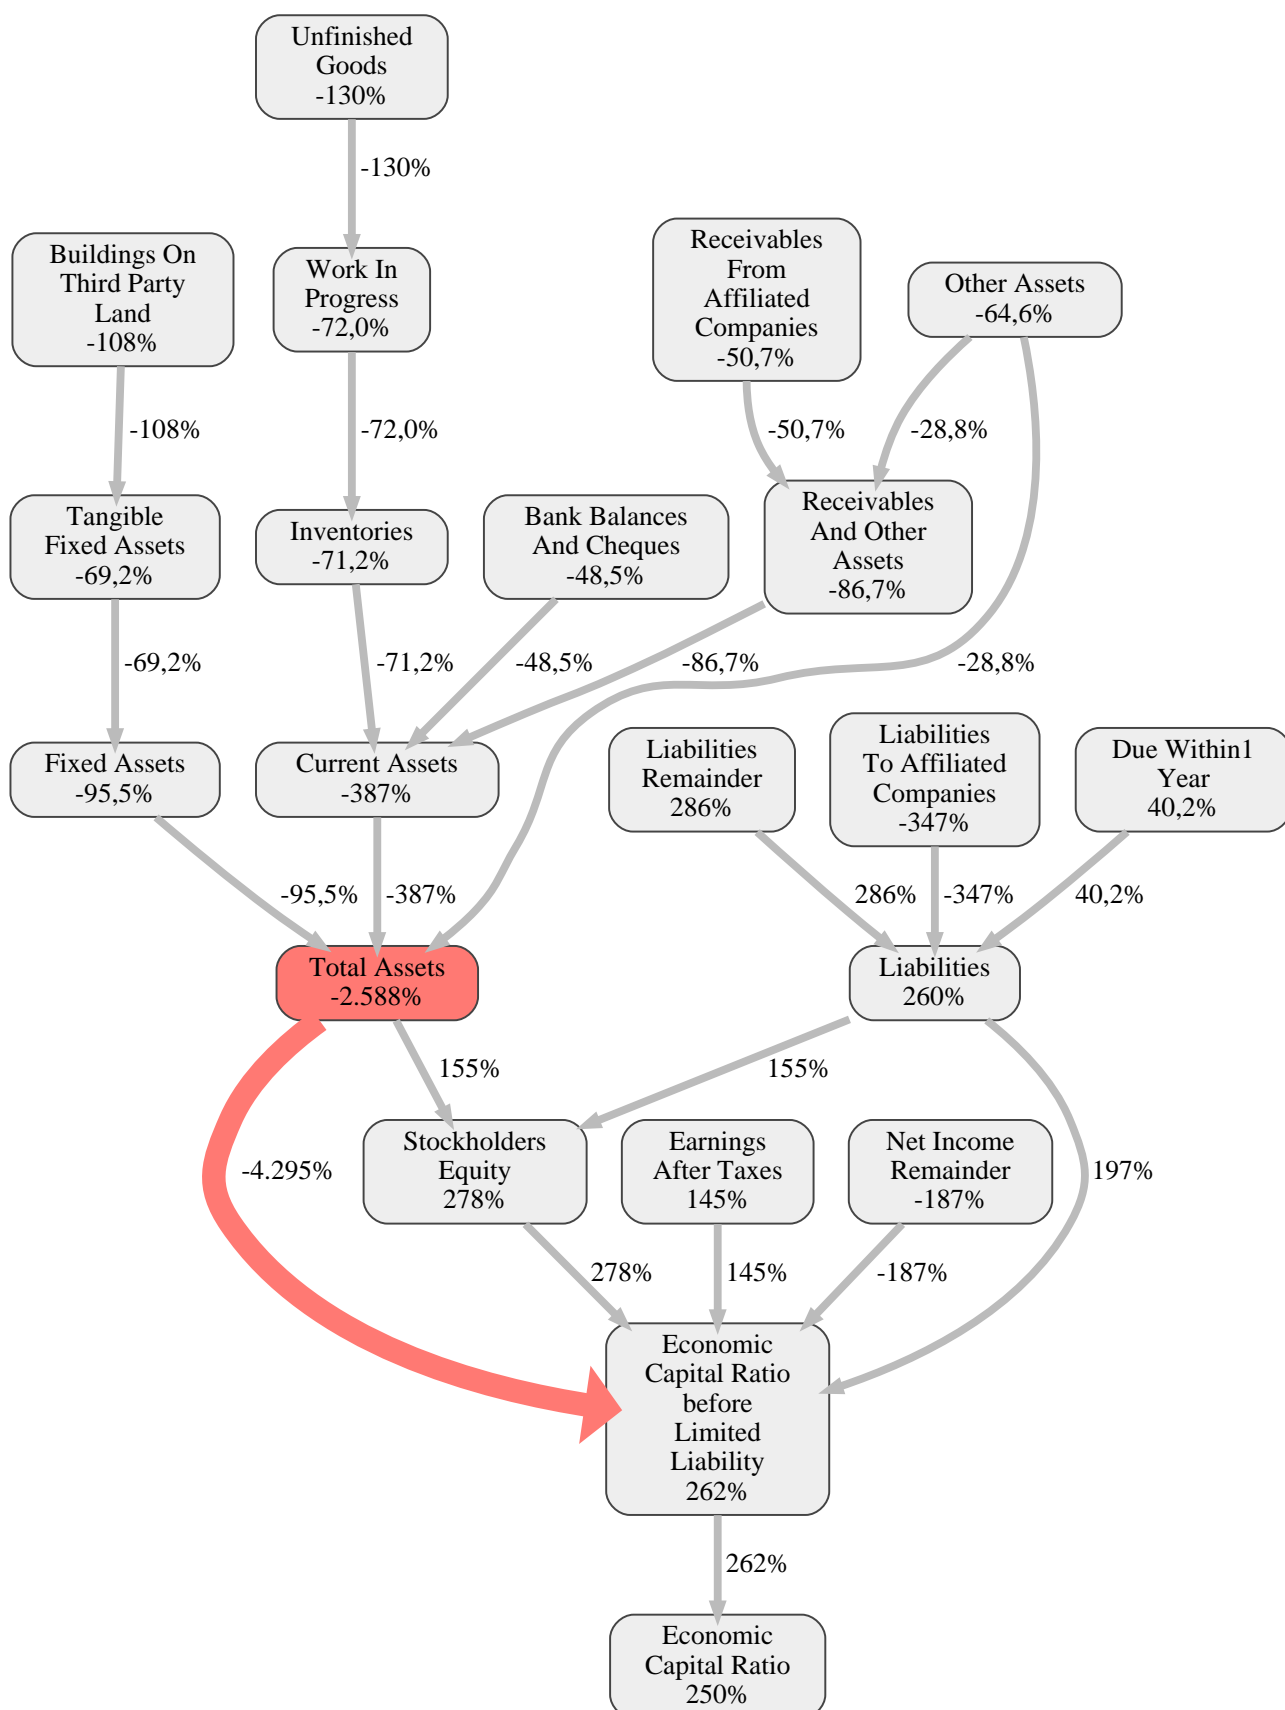 Unfinished
Goods
-130%
-130%
Buildings On
Third Party
Land
-108%
Work In
Progress
-72,0%
Receivables
From
Affiliated
Companies
-50,7%
Other Assets
-64,6%
-108%
-72,0%
-50,7%
-28,8%
Tangible
Fixed Assets
-69,2%
Inventories
-71,2%
Bank Balances
And Cheques
-48,5%
Receivables
And Other
Assets
-86,7%
-69,2%
-71,2%
-48,5%
-86,7%
-28,8%
Fixed Assets
-95,5%
Current Assets
-387%
Liabilities
Remainder
286%
Liabilities
To Affiliated
Companies
-347%
Due Within1
Year
40,2%
-95,5%
-387%
286%
-347%
40,2%
Total Assets
-2.588%
Liabilities
260%
155%
155%
-4.295%
Stockholders
Equity
278%
Earnings
After Taxes
145%
Net Income
Remainder
-187%
197%
278%
145%
-187%
Economic
Capital Ratio
before
Limited
Liability
262%
262%
Economic
Capital Ratio
250%